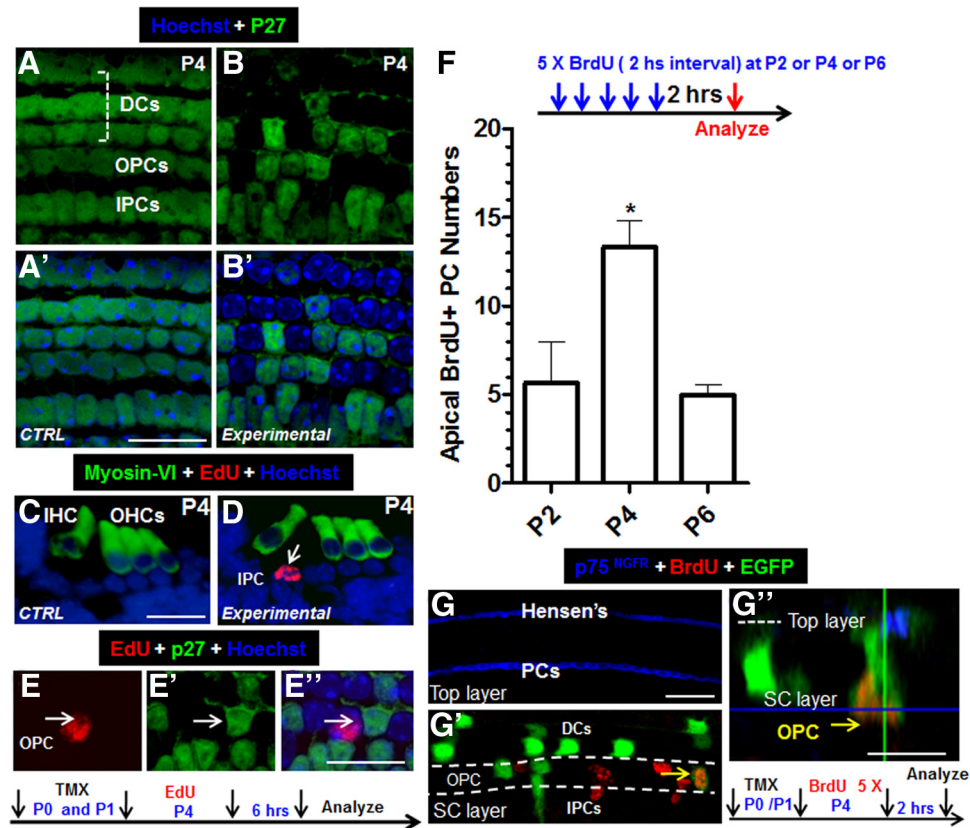 Hoechst + P27
A
P4
DCs
OPCs
IPCs
B
P4
A'
CTRL
B'
Experimental
Myosin-VI + EdU + Hoechst
C
IHC
OHCs
P4
CTRL
D
P4
IPC
Experimental
EdU + p27 + Hoechst
E
OPC
E'
E''
TMX
P0 and P1
EdU
P4
6 hrs
Analyze
F
5 X BrdU ( 2 hs interval) at P2 or P4 or P6
2 hrs
Analyze
Apical BrdU+ PC Numbers
20
15
10
5
0
*
P2
P4
P6
p75 NGFR + BrdU + EGFP
G
Hensen's
PCs
Top layer
G'
DCs
OPC
IPCs
SC layer
G''
Top layer
SC layer
OPC
TMX
P0 /P1
BrdU 5 X
P4
2 hrs
Analyze